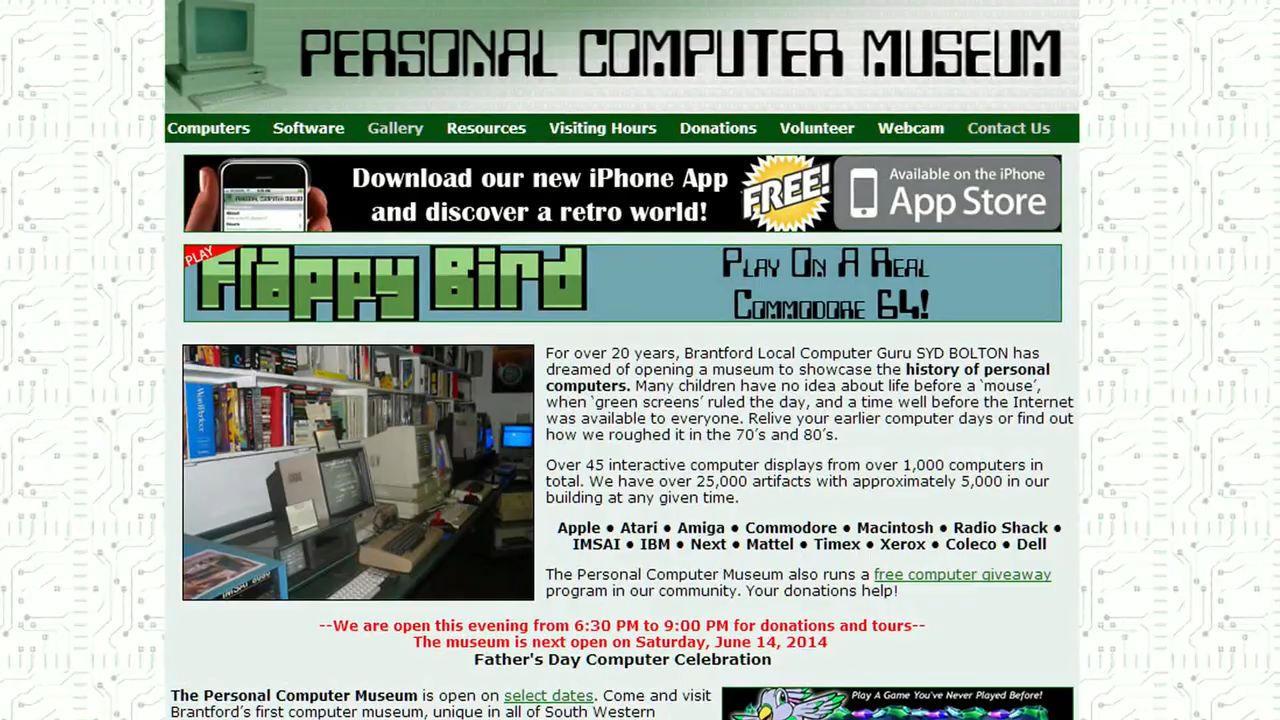 PERSONAL COMPUTER MUSEUM
Computers Software Gallery Resources Visiting Hours Donations Volunteer Webcam Contact Us
Download our new iPhone App
and discover a retro world!
FREE!
Available on the iPhone
App Store
PLAY
Flappy Bird
Play On A Real
Commodore 64!
For over 20 years, Brantford Local Computer Guru SYD BOLTON has
dreamed of opening a museum to showcase the history of personal
computers. Many children have no idea about life before a ‘mouse’,
when ‘green screens’ ruled the day, and a time well before the Internet
was available to everyone. Relive your earlier computer days or find out
how we roughed it in the 70’s and 80’s.
Over 45 interactive computer displays from over 1,000 computers in
total. We have over 25,000 artifacts with approximately 5,000 in our
building at any given time.
Apple ● Atari ● Amiga ● Commodore ● Macintosh ● Radio Shack ●
IMSAI ● IBM ● Next ● Mattel ● Timex ● Xerox ● Coleco ● Dell
The Personal Computer Museum also runs a free computer giveaway
program in our community. Your donations help!
--We are open this evening from 6:30 PM to 9:00 PM for donations and tours--
The museum is next open on Saturday, June 14, 2014
Father's Day Computer Celebration
The Personal Computer Museum is open on select dates. Come and visit
Brantford’s first computer museum, unique in all of South Western
Play A Game You've Never Played Before!